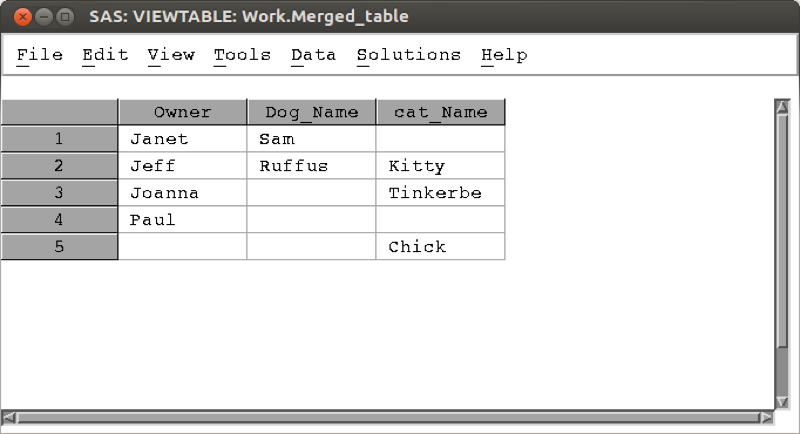 SAS: VIEWTABLE: Work.Merged_table
File Edit View Tools Data Solutions Help
Owner Dog_Name cat_Name
1 Janet Sam
2 Jeff Ruffus Kitty
3 Joanna Tinkerbe
4 Paul
5 Chick